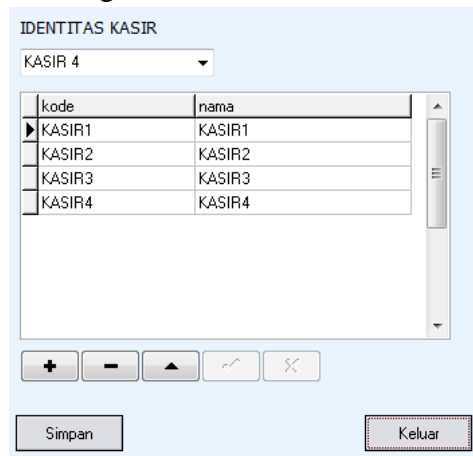 IDENTITAS KASIR
KASIR 4
kode nama
KASIR1 KASIR1
KASIR2 KASIR2
KASIR3 KASIR3
KASIR4 KASIR4
Simpan Keluar